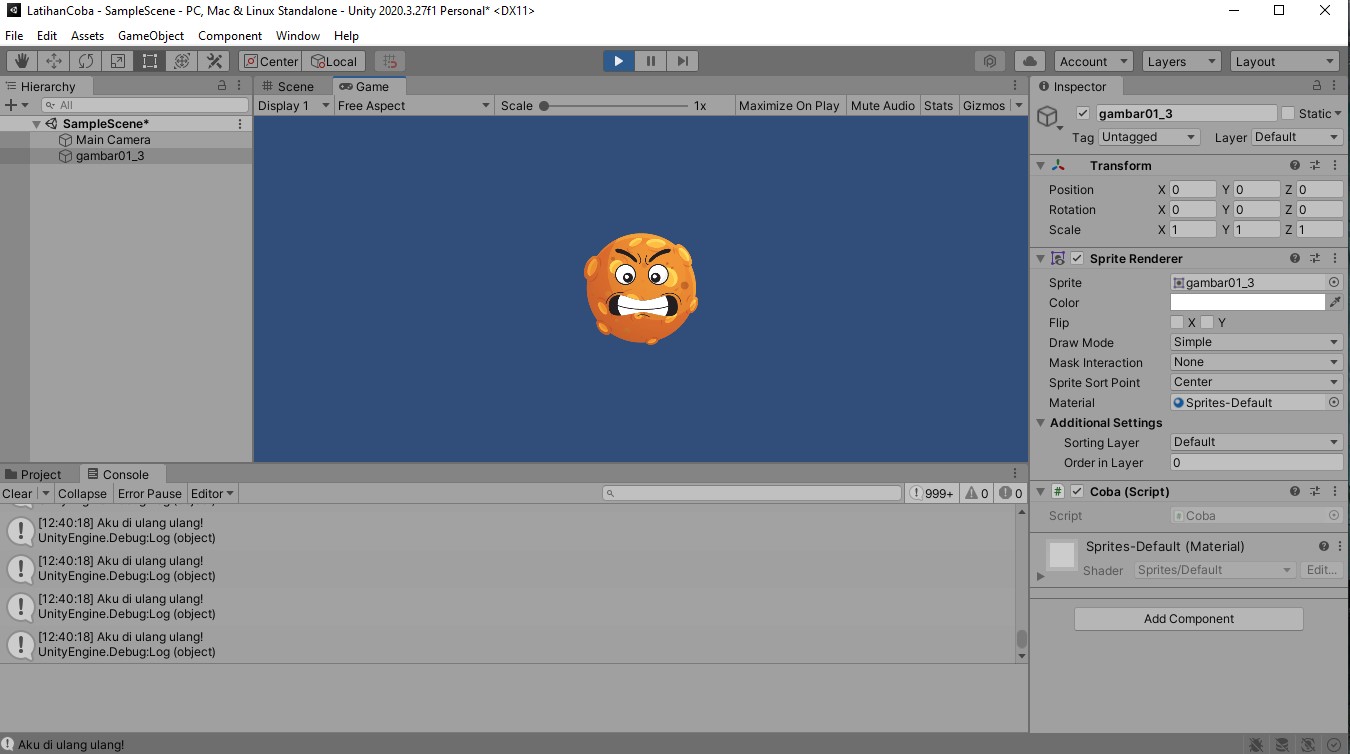 LatihanCoba - SampleScene - PC, Mac & Linux Standalone - Unity 2020.3.27f1 Personal* <DX11>
File Edit Assets GameObject Component Window Help
Center Local Account Layers Layout
Hierarchy
All
SampleScene*
Main Camera
gambar01_3
Scene Game
Display 1 Free Aspect Scale 1x Maximize On Play Mute Audio Stats Gizmos
Inspector
gambar01_3 Static
Tag Untagged Layer Default
Transform
Position X 0 Y 0 Z 0
Rotation X 0 Y 0 Z 0
Scale X 1 Y 1 Z 1
Sprite Renderer
Sprite gambar01_3
Color
Flip X Y
Draw Mode Simple
Mask Interaction None
Sprite Sort Point Center
Material Sprites-Default
Additional Settings
Sorting Layer Default
Order in Layer 0
# Coba (Script)
Script # Coba
Sprites-Default (Material)
Shader Sprites/Default Edit...
Add Component
Project Console
Clear Collapse Error Pause Editor 999+ 0 0
[12:40:18] Aku di ulang ulang!
UnityEngine.Debug:Log (object)
[12:40:18] Aku di ulang ulang!
UnityEngine.Debug:Log (object)
[12:40:18] Aku di ulang ulang!
UnityEngine.Debug:Log (object)
[12:40:18] Aku di ulang ulang!
UnityEngine.Debug:Log (object)
Aku di ulang ulang!